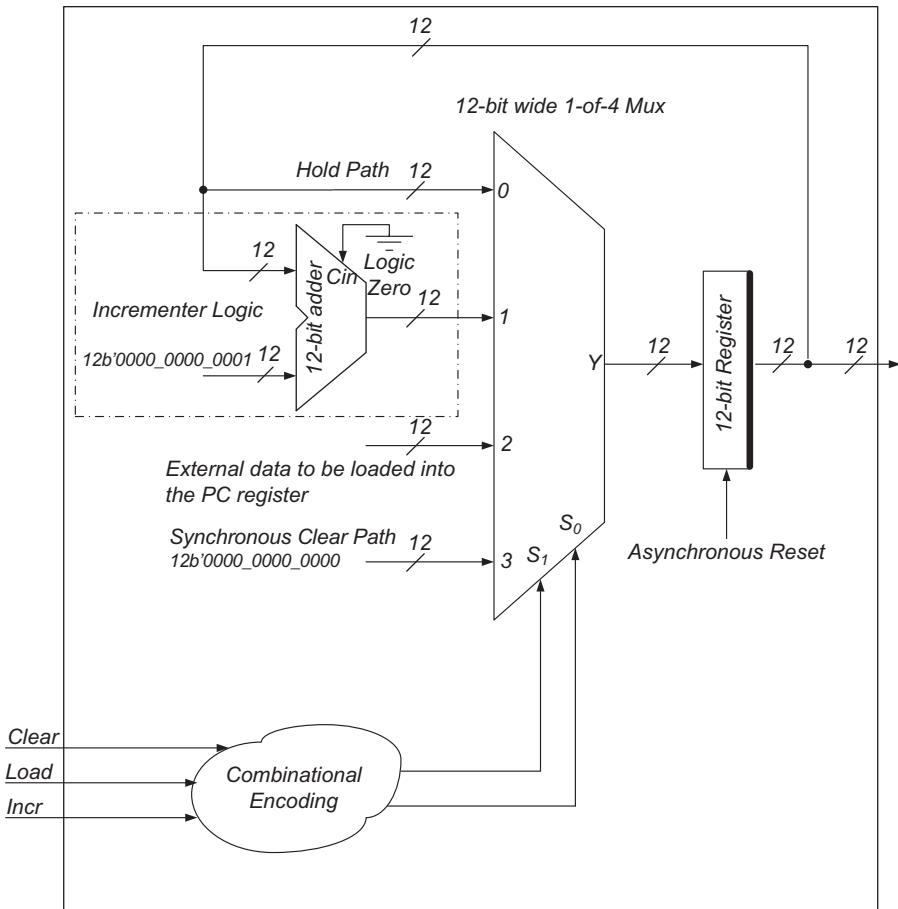 12
12-bit wide 1-of-4 Mux
Hold Path
12
0
12
Cin
Logic
Zero
12-bit adder
Incrementer Logic
12
1
12b'0000_0000_0001
12
Y
12
12-bit Register
12
12
12
2
External data to be loaded into
the PC register
S0
Synchronous Clear Path
12
12b'0000_0000_0000
3
S1
Asynchronous Reset
Clear
Load
Incr
Combinational
Encoding